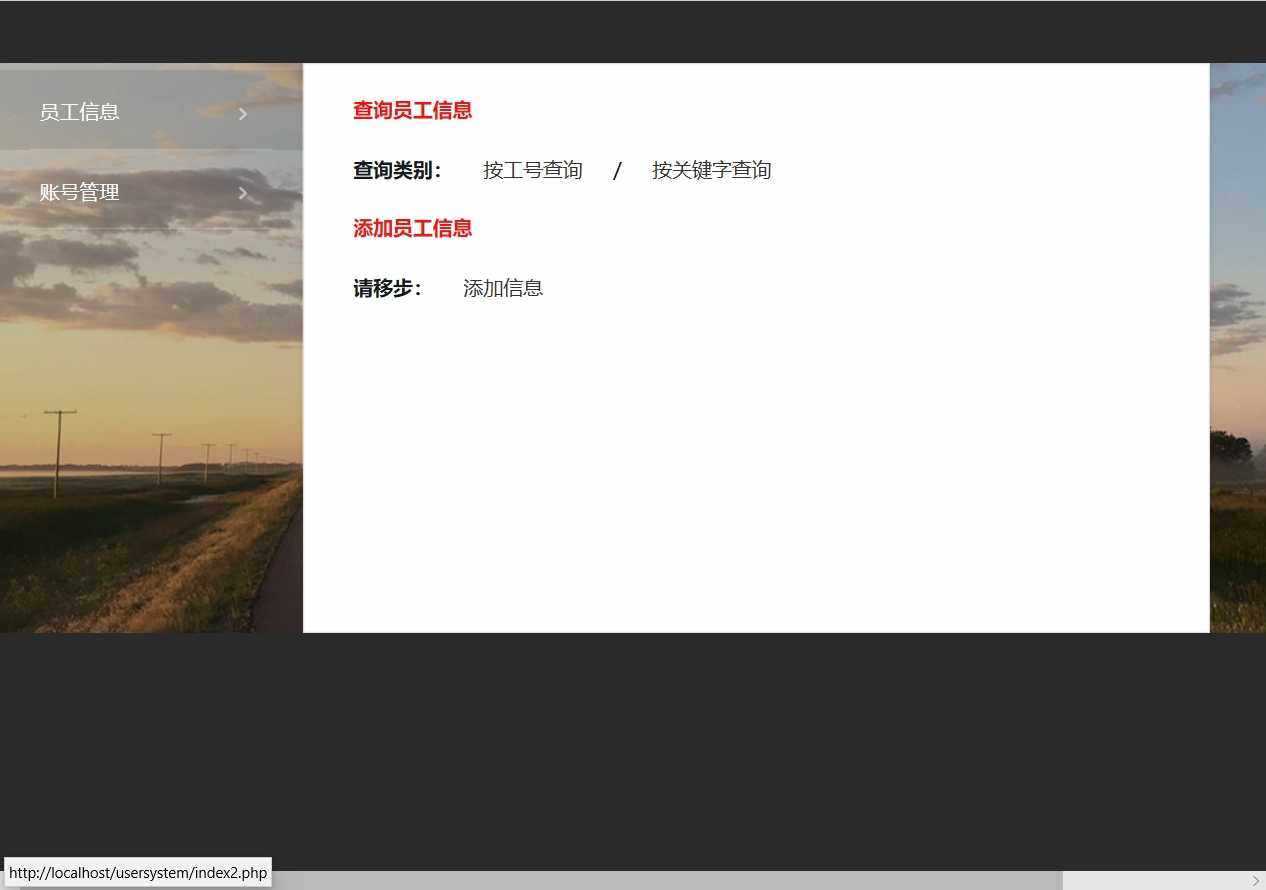 员工信息
账号管理
查询员工信息
查询类别： 按工号查询 / 按关键字查询
添加员工信息
请移步： 添加信息
http://localhost/usersystem/index2.php